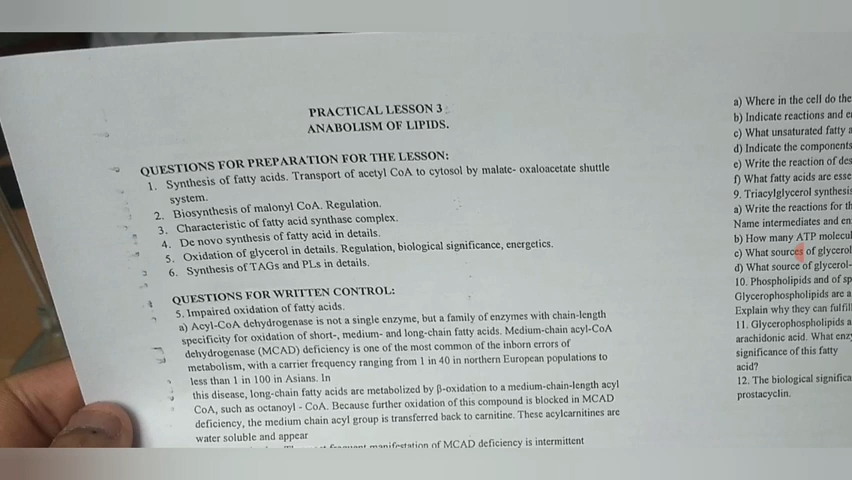 PRACTICAL LESSON 3
ANABOLISM OF LIPIDS.
QUESTIONS FOR PREPARATION FOR THE LESSON:
1. Synthesis of fatty acids. Transport of acetyl CoA to cytosol by malate- oxaloacetate shuttle
system.
2. Biosynthesis of malonyl CoA. Regulation.
3. Characteristic of fatty acid synthase complex.
4. De novo synthesis of fatty acid in details.
5. Oxidation of glycerol in details. Regulation, biological significance, energetics.
6. Synthesis of TAGs and PLs in details.
QUESTIONS FOR WRITTEN CONTROL:
5. Impaired oxidation of fatty acids.
a) Acyl-CoA dehydrogenase is not a single enzyme, but a family of enzymes with chain-length
specificity for oxidation of short-, medium- and long-chain fatty acids. Medium-chain acyl-CoA
dehydrogenase (MCAD) deficiency is one of the most common of the inborn errors of
metabolism, with a carrier frequency ranging from 1 in 40 in northern European populations to
less than 1 in 100 in Asians. In
this disease, long-chain fatty acids are metabolized by β-oxidation to a medium-chain-length acyl
CoA, such as octanoyl - CoA. Because further oxidation of this compound is blocked in MCAD
deficiency, the medium chain acyl group is transferred back to carnitine. These acylcarnitines are
water soluble and appear
frequent manifestation of MCAD deficiency is intermittent
a) Where in the cell do the
b) Indicate reactions and
c) What unsaturated fatty
d) Indicate the components
e) Write the reaction of
f) What fatty acids are
9. Triacylglycerol
a) Write the reactions for
Name intermediates and
b) How many ATP
c) What sources of glycerol
d) What source of
10. Phospholipids and of
Glycerophospholipids are
Explain why they can
11. Glycerophospholipids
arachidonic acid. What
significance of this fatty
acid?
12. The biological
prostacyclin.